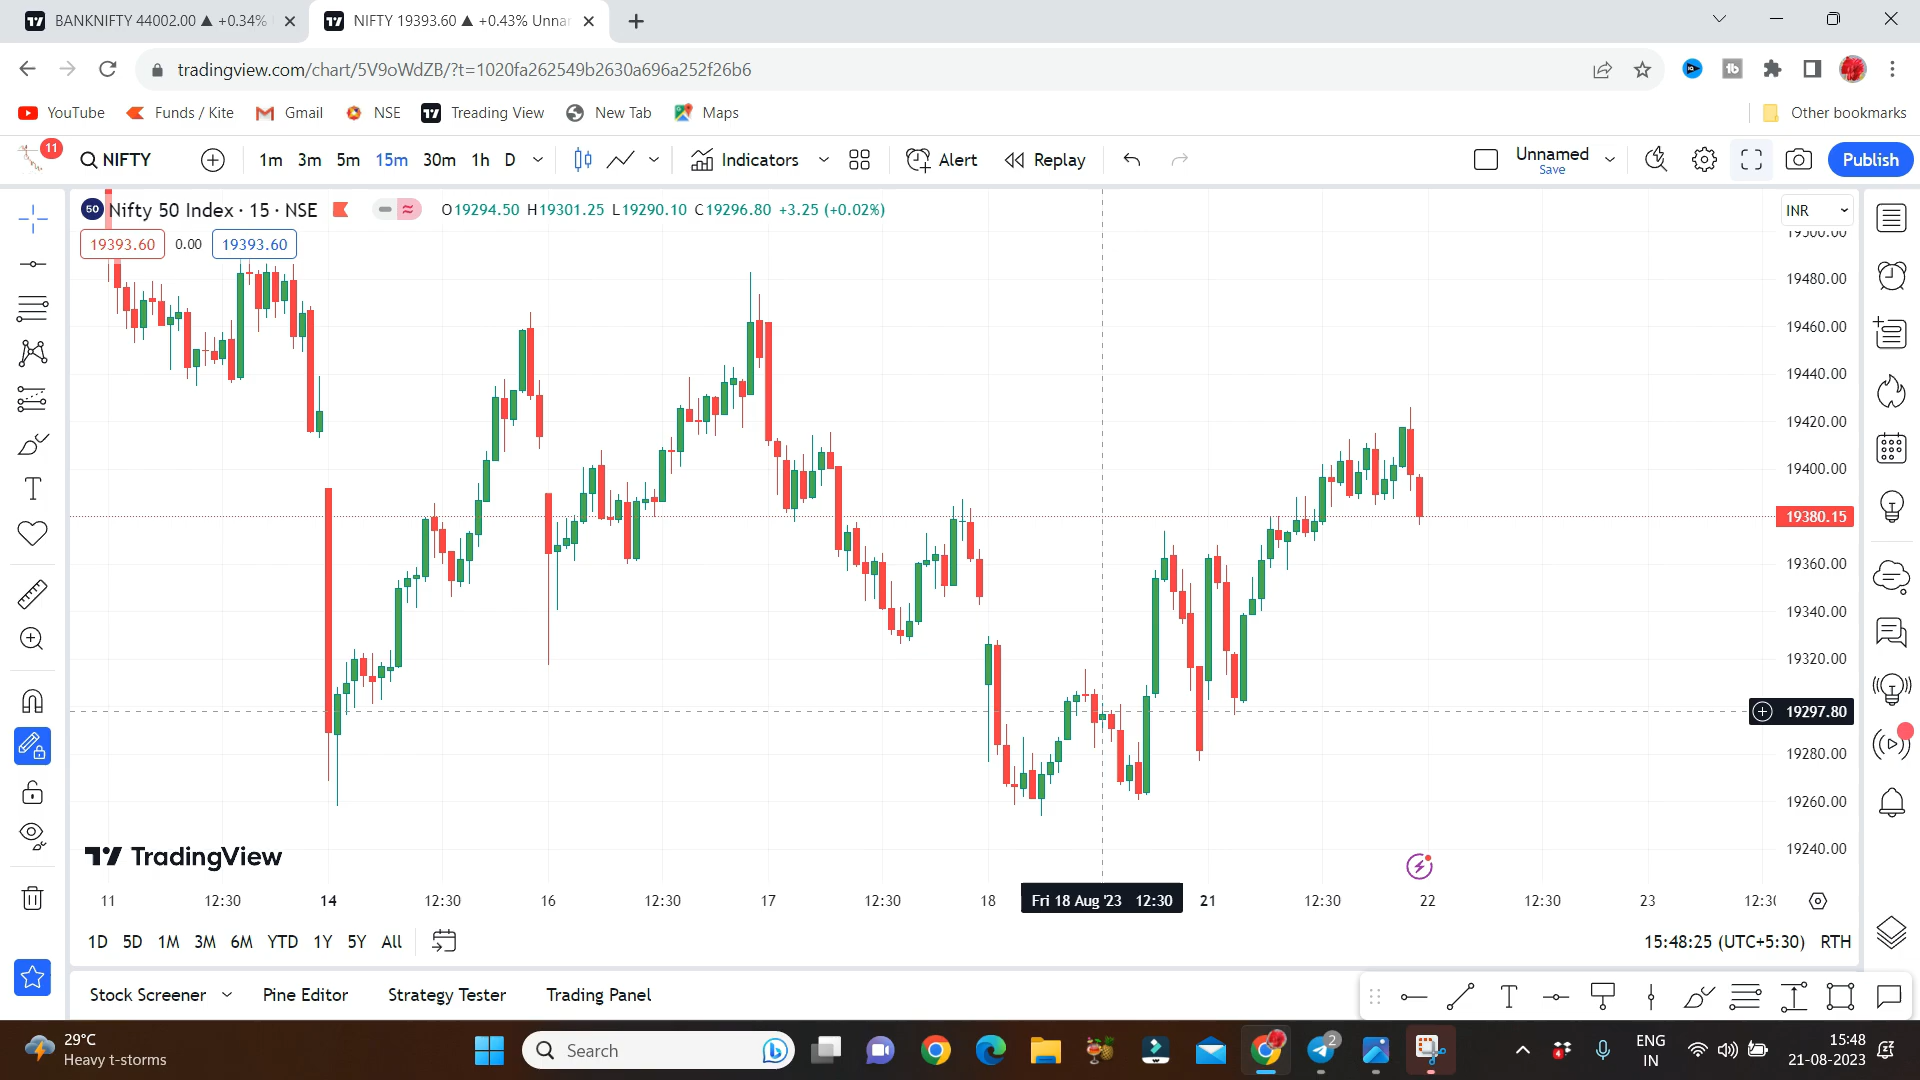 BANKNIFTY 44002.00 ▲ +0.34%
NIFTY 19393.60 ▲ +0.43% Unna
tradingview.com/chart/5V9oWdZB/?t=1020fa262549b2630a696a252f26b6
YouTube Funds / Kite Gmail NSE Treading View New Tab Maps Other bookmarks
11 NIFTY 1m 3m 5m 15m 30m 1h D Indicators Alert Replay Unnamed Publish
Save
50 Nifty 50 Index · 15 · NSE O19294.50 H19301.25 L19290.10 C19296.80 +3.25 (+0.02%) INR
19393.60 0.00 19393.60
19500.00
19480.00
19460.00
19440.00
19420.00
19400.00
19380.15
19360.00
19340.00
19320.00
19297.80
19280.00
19260.00
19240.00
TradingView
11 12:30 14 12:30 16 12:30 17 12:30 18 Fri 18 Aug '23 12:30 21 12:30 22 12:30 23 12:30
1D 5D 1M 3M 6M YTD 1Y 5Y All 15:48:25 (UTC+5:30) RTH
Stock Screener Pine Editor Strategy Tester Trading Panel
29°C
Heavy t-storms
Search
2
4
ENG
IN
15:48
21-08-2023